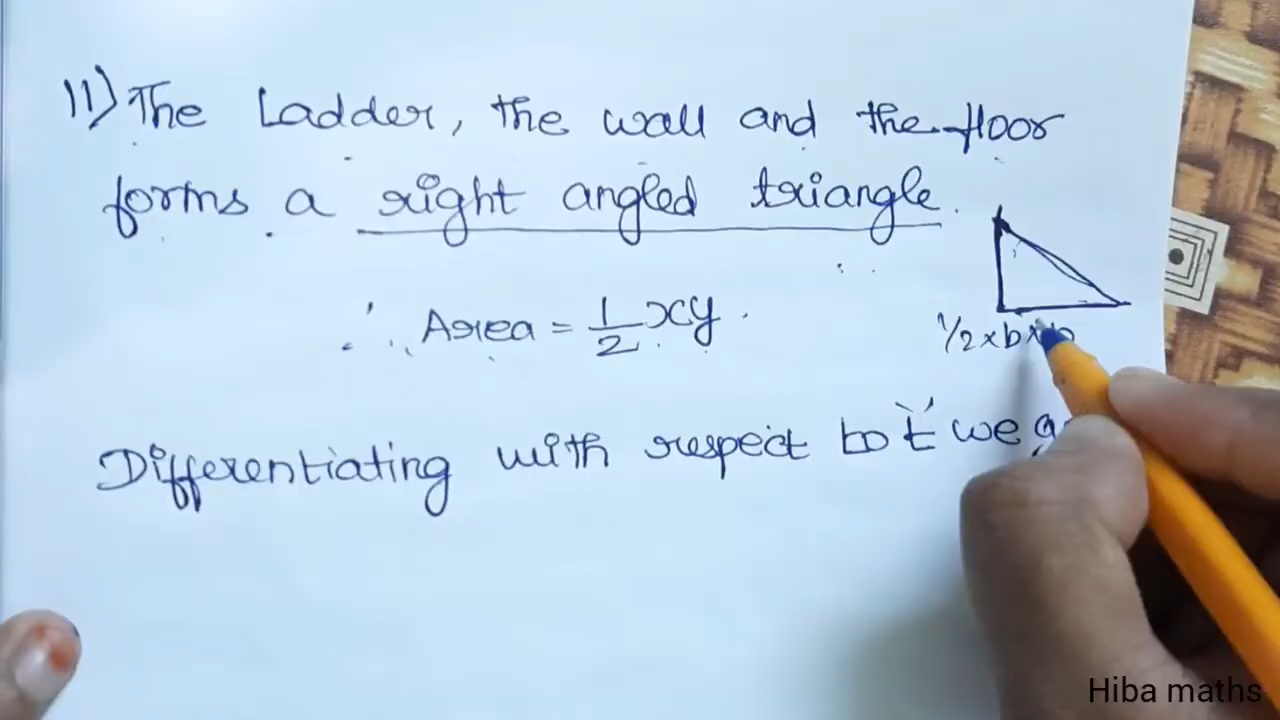 11) The Ladder, the wall and the floor
forms a right angled triangle.
∴ Area = 1/2 xy.
1/2 × b ×
Differentiating with respect to 't' we
Hiba maths